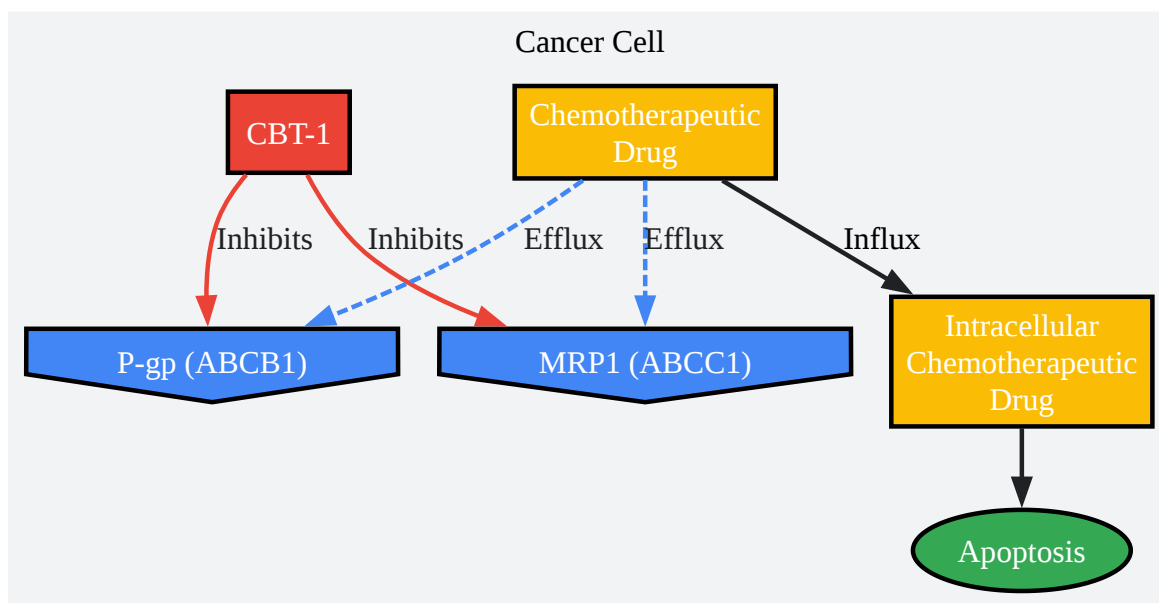 Cancer Cell
CBT-1
Chemotherapeutic
Drug
Inhibits
Inhibits
Efflux
Efflux
Influx
P-gp (ABCB1)
MRP1 (ABCC1)
Intracellular
Chemotherapeutic
Drug
Apoptosis